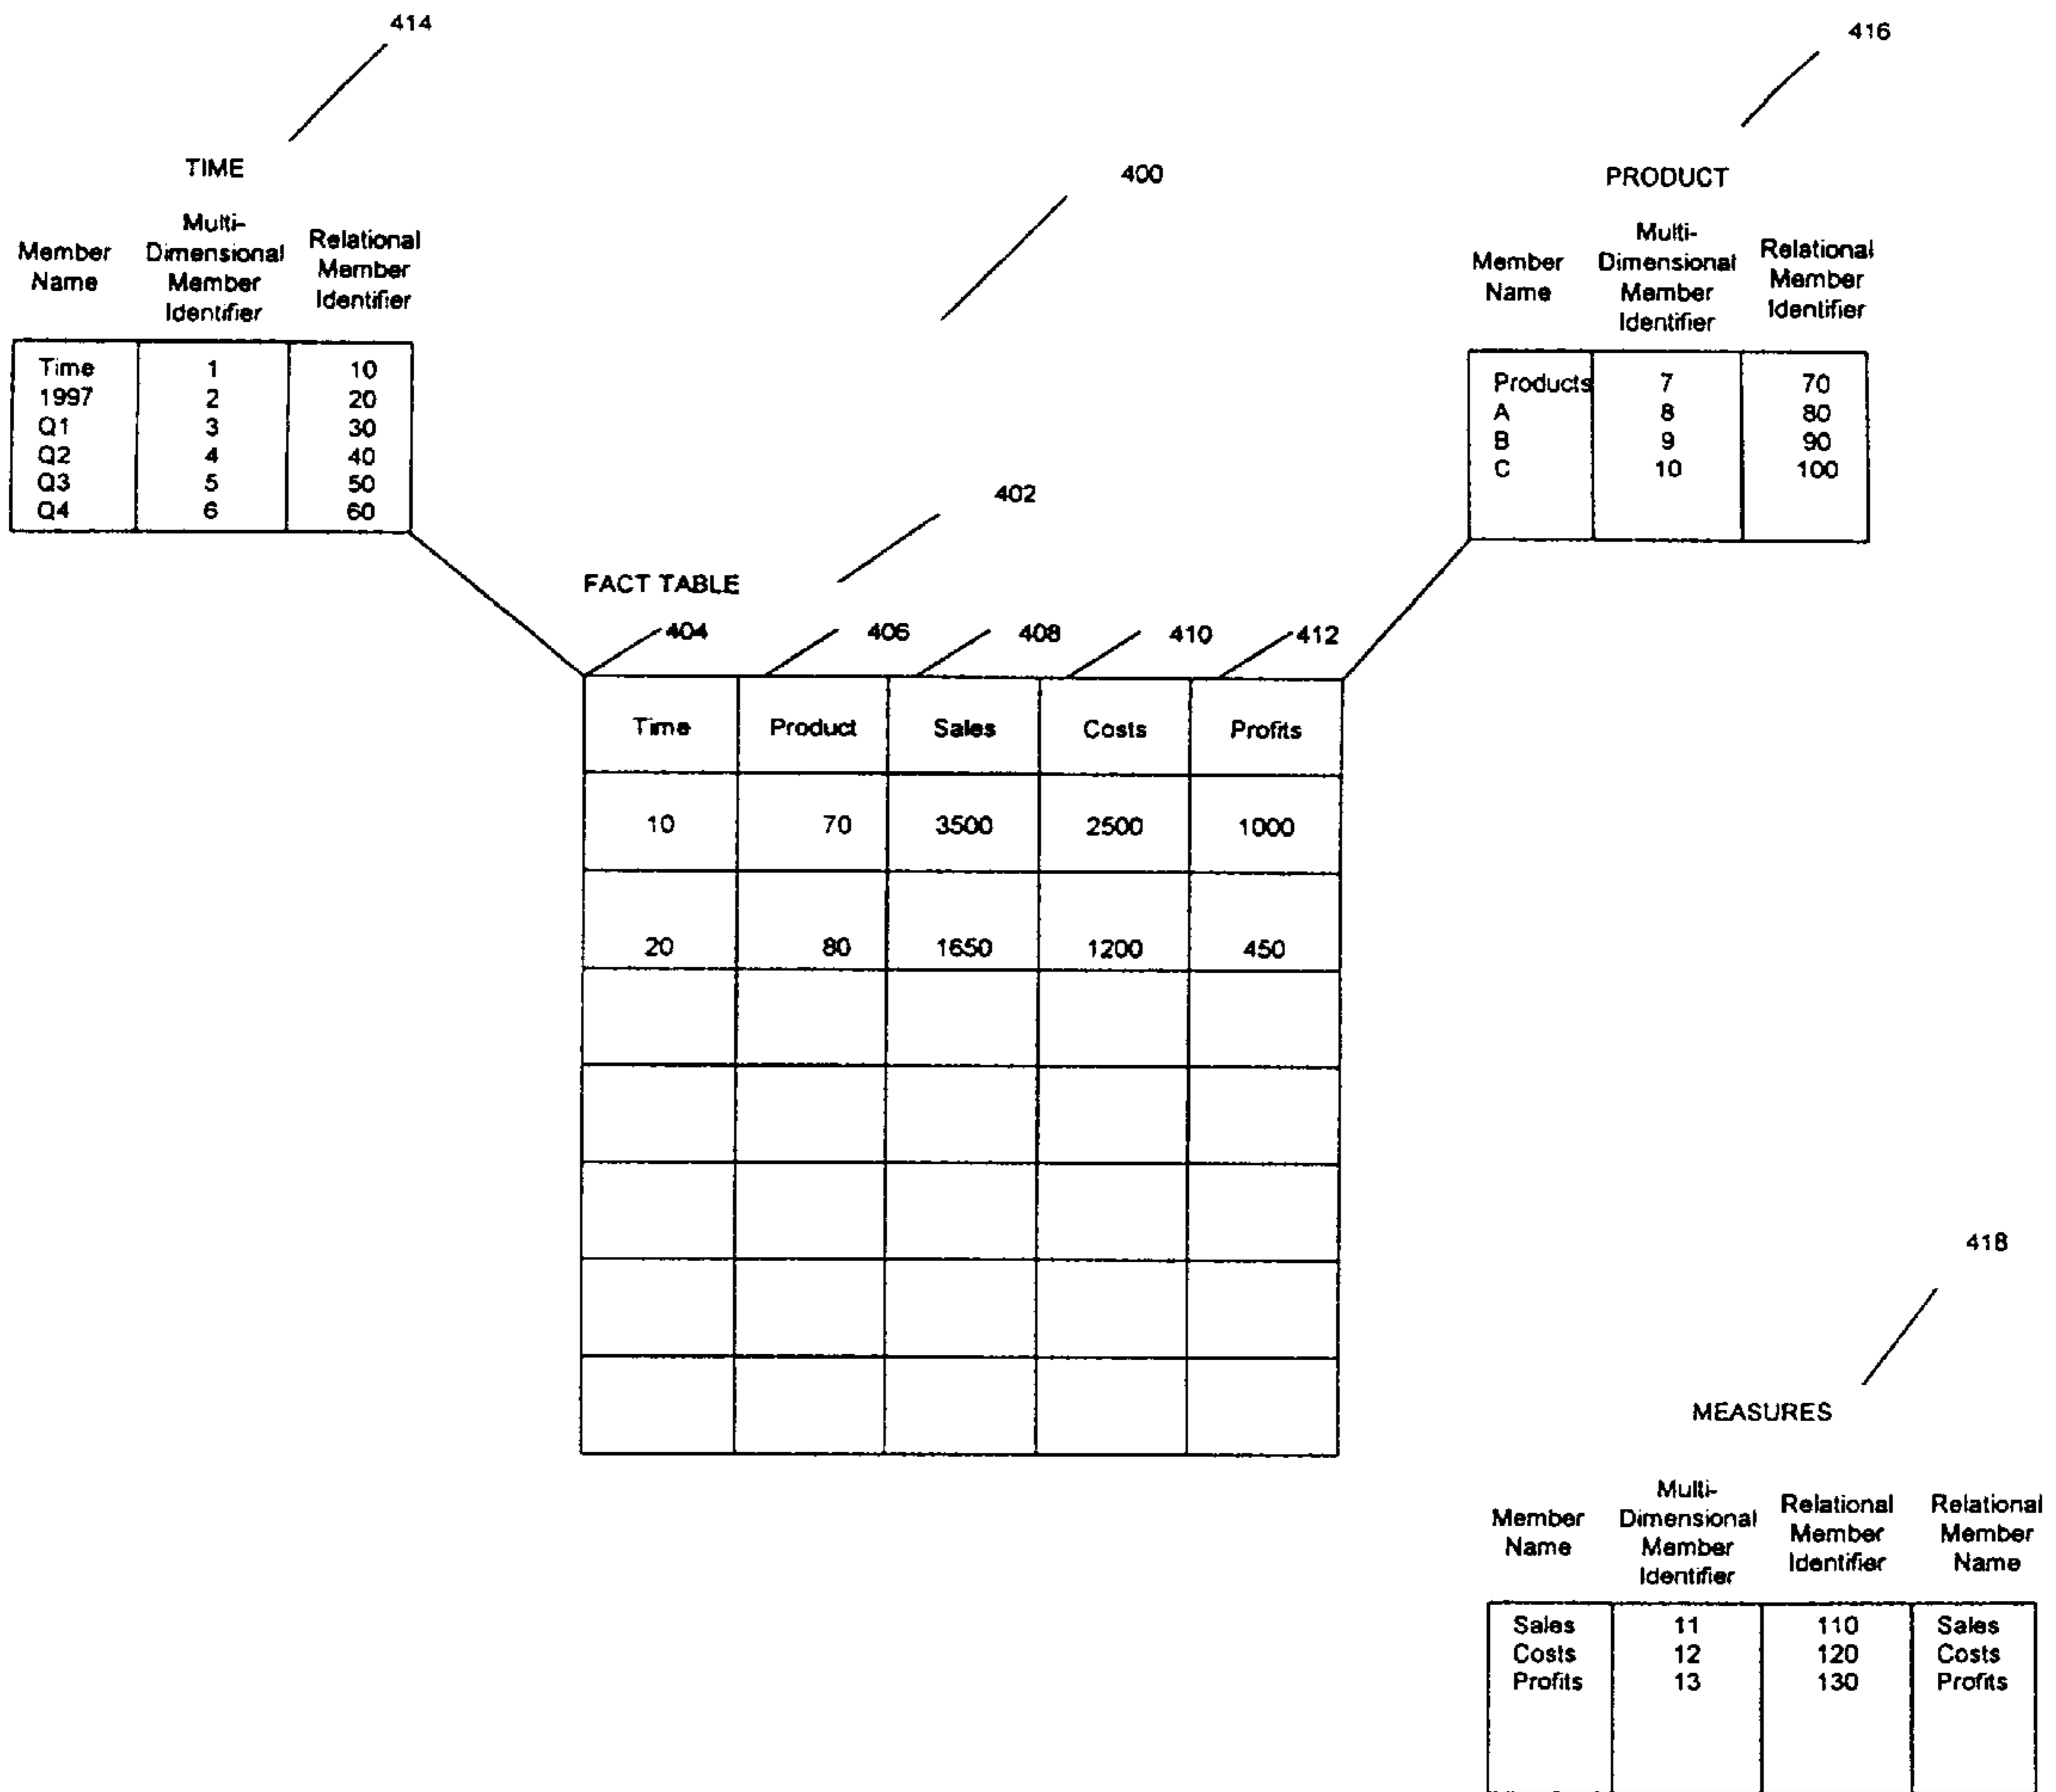 414
416
TIME
400
PRODUCT
Member Name
Multi-Dimensional Member Identifier
Relational Member Identifier
Member Name
Multi-Dimensional Member Identifier
Relational Member Identifier
Time 1 10
1997 2 20
Q1 3 30
Q2 4 40
Q3 5 50
Q4 6 60
Products 7 70
A 8 80
B 9 90
C 10 100
402
FACT TABLE
404 406 408 410 412
Time Product Sales Costs Profits
10 70 3500 2500 1000
20 80 1650 1200 450
418
MEASURES
Member Name
Multi-Dimensional Member Identifier
Relational Member Identifier
Relational Member Name
Sales 11 110 Sales
Costs 12 120 Costs
Profits 13 130 Profits